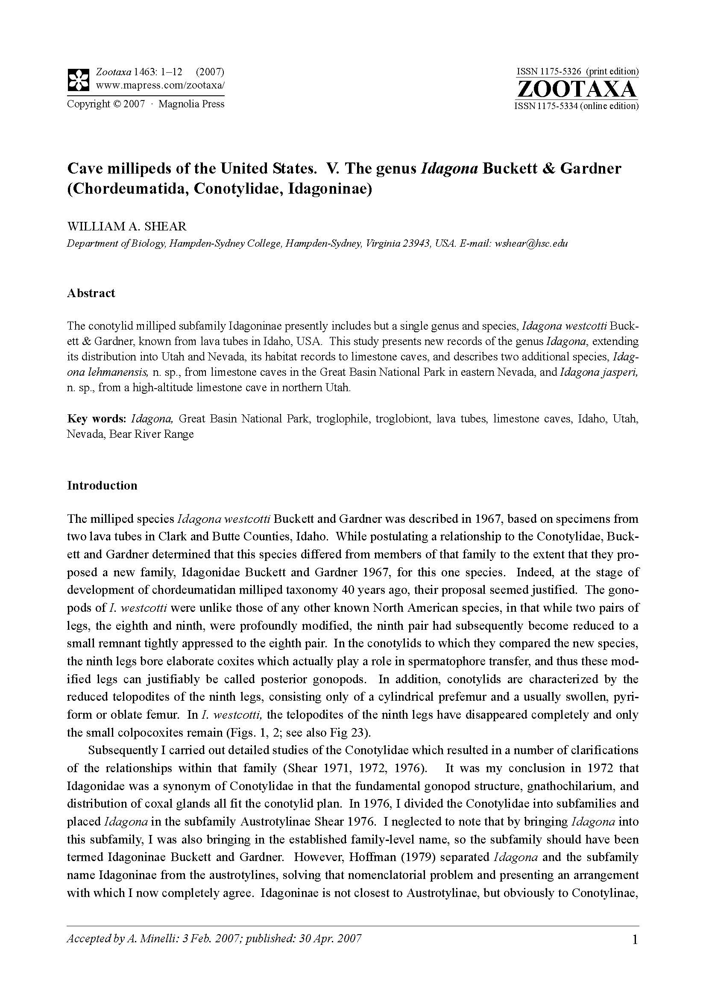 Zootaxa 1463: 1–12 (2007)
www.mapress.com/zootaxa/
Copyright © 2007 · Magnolia Press
ISSN 1175-5326 (print edition)
ZOOTAXA
ISSN 1175-5334 (online edition)
Cave millipeds of the United States. V. The genus Idagona Buckett & Gardner
(Chordeumatida, Conotylidae, Idagoninae)
WILLIAM A. SHEAR
Department of Biology, Hampden-Sydney College, Hampden-Sydney, Virginia 23943, USA. E-mail: wshear@hsc.edu
Abstract
The conotylid milliped subfamily Idagoninae presently includes but a single genus and species, Idagona westcotti Buck-
ett & Gardner, known from lava tubes in Idaho, USA. This study presents new records of the genus Idagona, extending
its distribution into Utah and Nevada, its habitat records to limestone caves, and describes two additional species, Idag-
ona lehmanensis, n. sp., from limestone caves in the Great Basin National Park in eastern Nevada, and Idagona jasperi,
n. sp., from a high-altitude limestone cave in northern Utah.
Key words: Idagona, Great Basin National Park, troglophile, troglobiont, lava tubes, limestone caves, Idaho, Utah,
Nevada, Bear River Range
Introduction
The milliped species Idagona westcotti Buckett and Gardner was described in 1967, based on specimens from
two lava tubes in Clark and Butte Counties, Idaho. While postulating a relationship to the Conotylidae, Buck-
ett and Gardner determined that this species differed from members of that family to the extent that they pro-
posed a new family, Idagonidae Buckett and Gardner 1967, for this one species. Indeed, at the stage of
development of chordeumatidan milliped taxonomy 40 years ago, their proposal seemed justified. The gono-
pods of I. westcotti were unlike those of any other known North American species, in that while two pairs of
legs, the eighth and ninth, were profoundly modified, the ninth pair had subsequently become reduced to a
small remnant tightly appressed to the eighth pair. In the conotylids to which they compared the new species,
the ninth legs bore elaborate coxites which actually play a role in spermatophore transfer, and thus these mod-
ified legs can justifiably be called posterior gonopods. In addition, conotylids are characterized by the
reduced telopodites of the ninth legs, consisting only of a cylindrical prefemur and a usually swollen, pyri-
form or oblate femur. In I. westcotti, the telopodites of the ninth legs have disappeared completely and only
the small colpocoxites remain (Figs. 1, 2; see also Fig 23).
Subsequently I carried out detailed studies of the Conotylidae which resulted in a number of clarifications
of the relationships within that family (Shear 1971, 1972, 1976). It was my conclusion in 1972 that
Idagonidae was a synonym of Conotylidae in that the fundamental gonopod structure, gnathochilarium, and
distribution of coxal glands all fit the conotylid plan. In 1976, I divided the Conotylidae into subfamilies and
placed Idagona in the subfamily Austrotylinae Shear 1976. I neglected to note that by bringing Idagona into
this subfamily, I was also bringing in the established family-level name, so the subfamily should have been
termed Idagoninae Buckett and Gardner. However, Hoffman (1979) separated Idagona and the subfamily
name Idagoninae from the austrotylines, solving that nomenclatorial problem and presenting an arrangement
with which I now completely agree. Idagoninae is not closest to Austrotylinae, but obviously to Conotylinae,
Accepted by A. Minelli: 3 Feb. 2007; published: 30 Apr. 2007
1